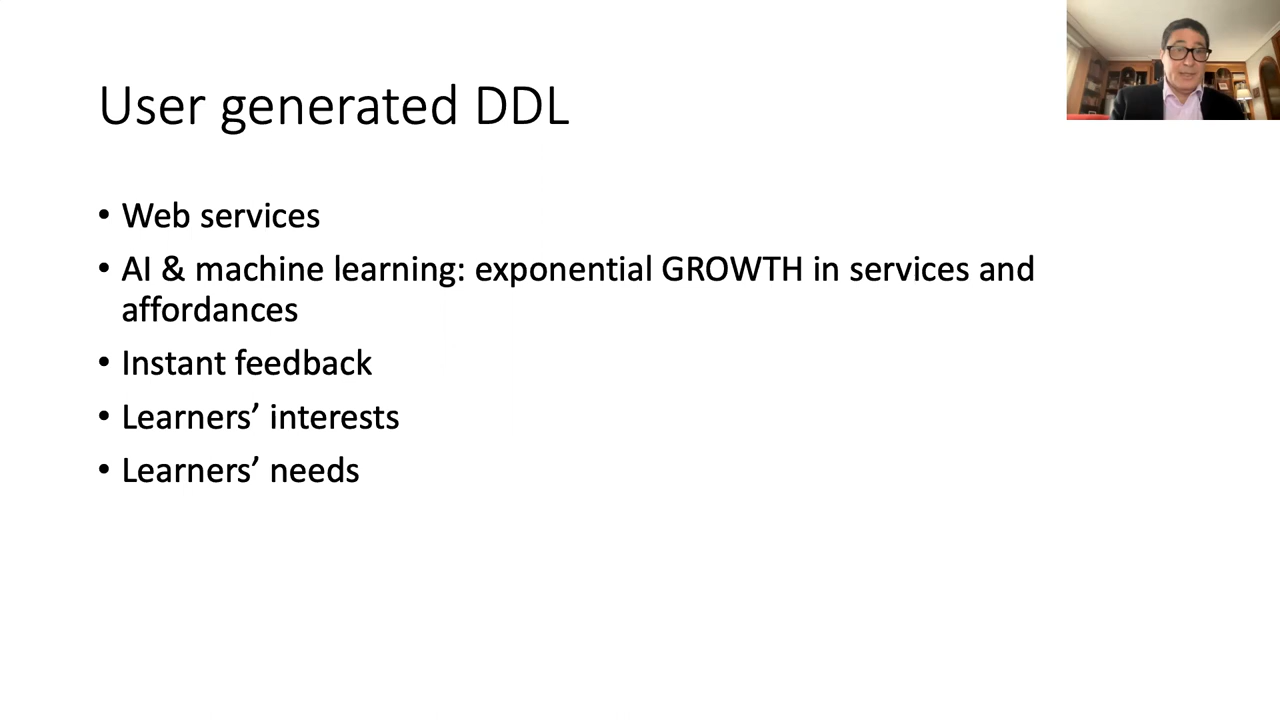 User generated DDL
• Web services
• AI & machine learning: exponential GROWTH in services and
affordances
• Instant feedback
• Learners’ interests
• Learners’ needs